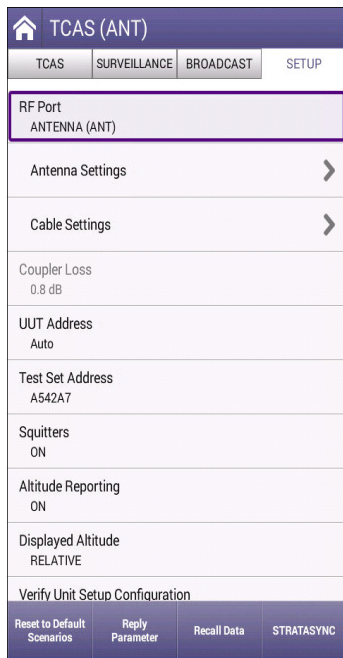 TCAS (ANT)
TCAS SURVEILLANCE BROADCAST SETUP
RF Port
ANTENNA (ANT)
Antenna Settings
Cable Settings
Coupler Loss
0.8 dB
UUT Address
Auto
Test Set Address
A542A7
Squitters
ON
Altitude Reporting
ON
Displayed Altitude
RELATIVE
Verify Unit Setup Configuration
Reset to Default
Scenarios
Reply
Parameter
Recall Data
STRATASYNC